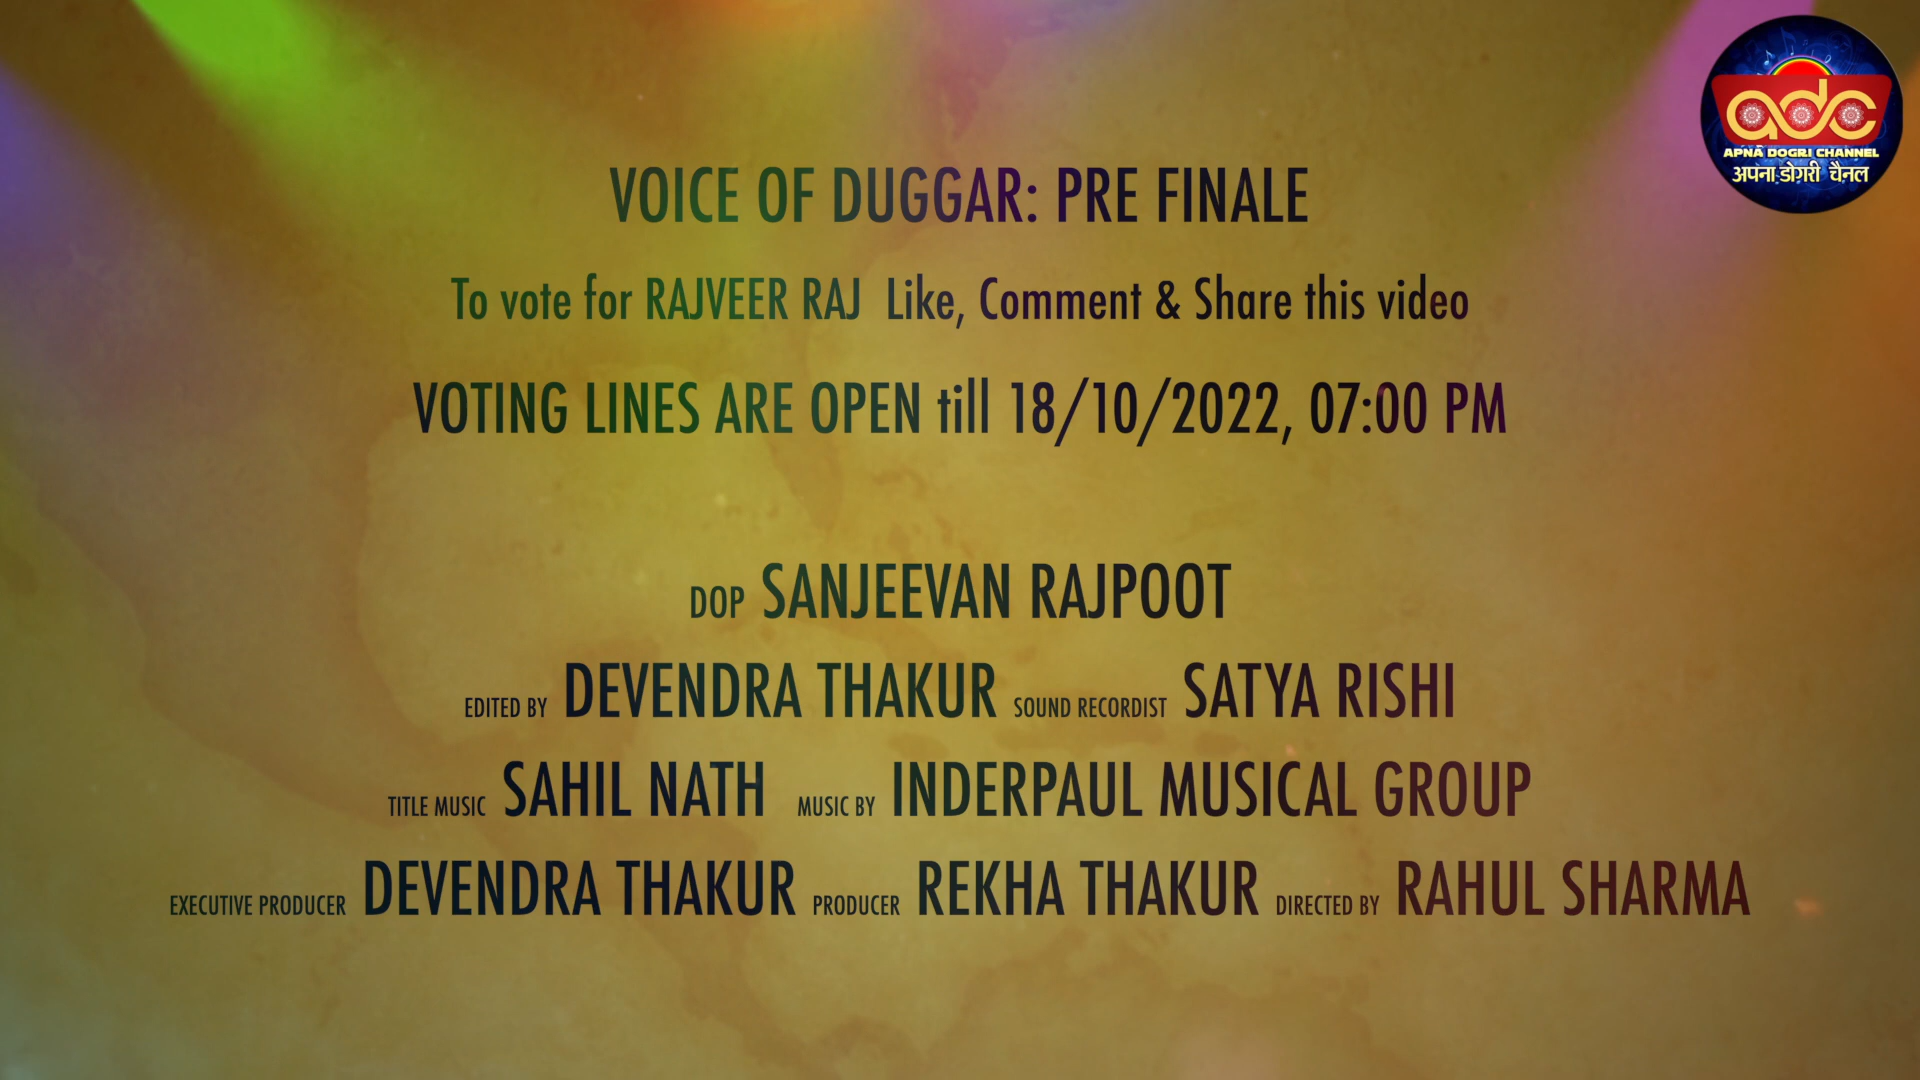 adc
APNA DOGRI CHANNEL
अपना डोगरी चैनल
VOICE OF DUGGAR: PRE FINALE
To vote for RAJVEER RAJ Like, Comment & Share this video
VOTING LINES ARE OPEN till 18/10/2022, 07:00 PM
DOP SANJEEVAN RAJPOOT
EDITED BY DEVENDRA THAKUR SOUND RECORDIST SATYA RISHI
TITLE MUSIC SAHIL NATH MUSIC BY INDERPAUL MUSICAL GROUP
EXECUTIVE PRODUCER DEVENDRA THAKUR PRODUCER REKHA THAKUR DIRECTED BY RAHUL SHARMA